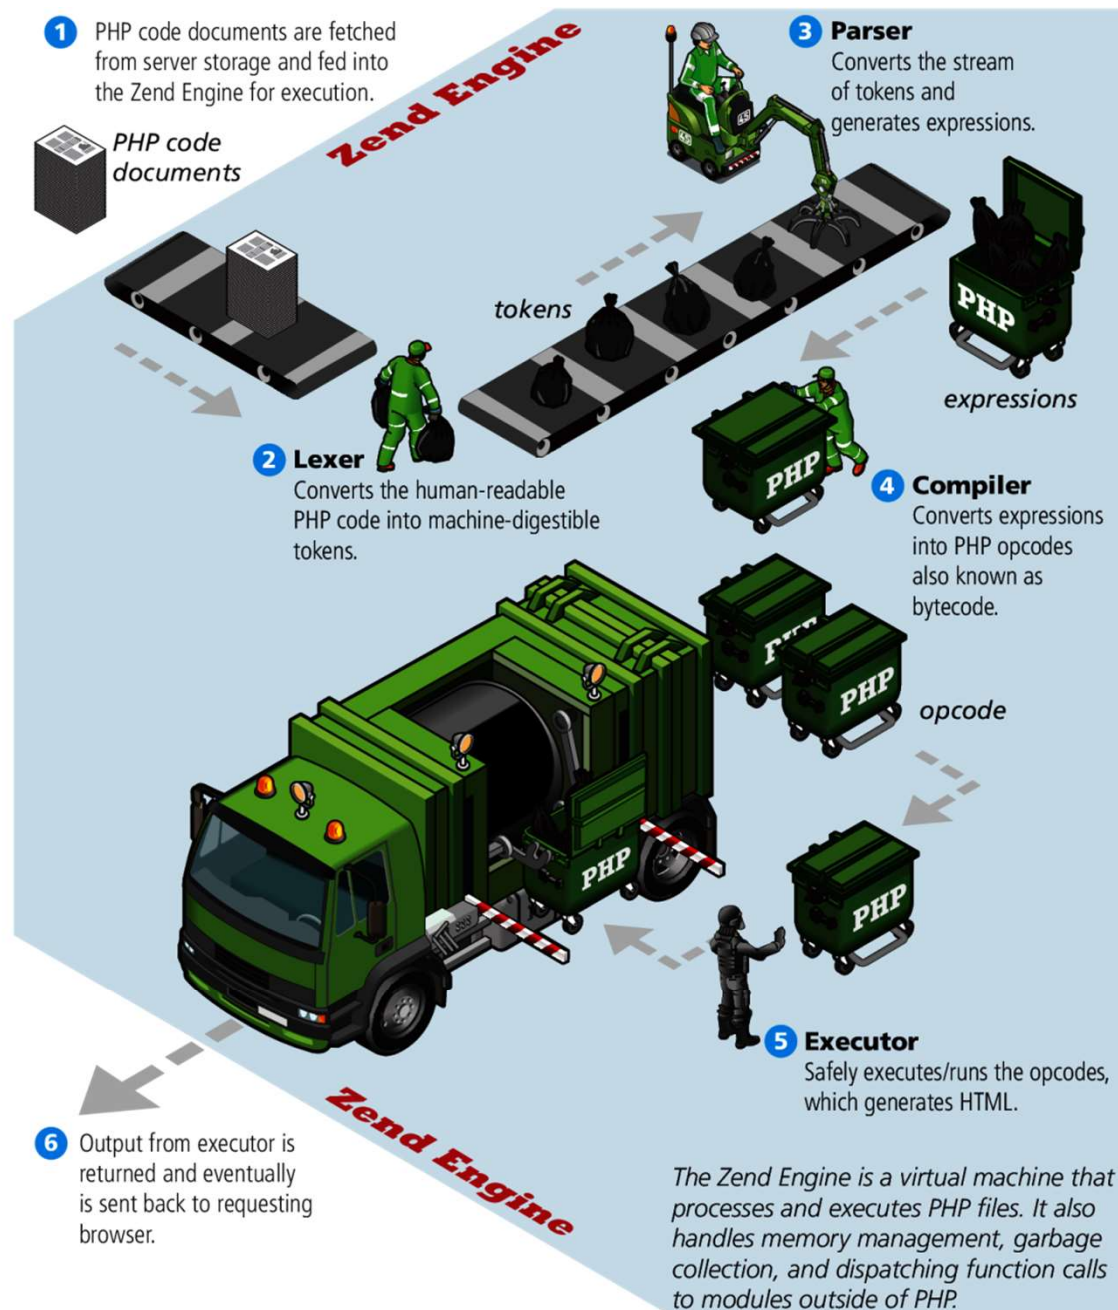 1 PHP code documents are fetched
from server storage and fed into
the Zend Engine for execution.
PHP code
documents
Zend Engine
3 Parser
Converts the stream
of tokens and
generates expressions.
45
45
tokens
PHP
expressions
2 Lexer
Converts the human-readable
PHP code into machine-digestible
tokens.
PHP
4 Compiler
Converts expressions
into PHP opcodes
also known as
bytecode.
PHP
PHP
opcode
PHP
PHP
5 Executor
Safely executes/runs the opcodes,
which generates HTML.
Zend Engine
6 Output from executor is
returned and eventually
is sent back to requesting
browser.
The Zend Engine is a virtual machine that
processes and executes PHP files. It also
handles memory management, garbage
collection, and dispatching function calls
to modules outside of PHP.